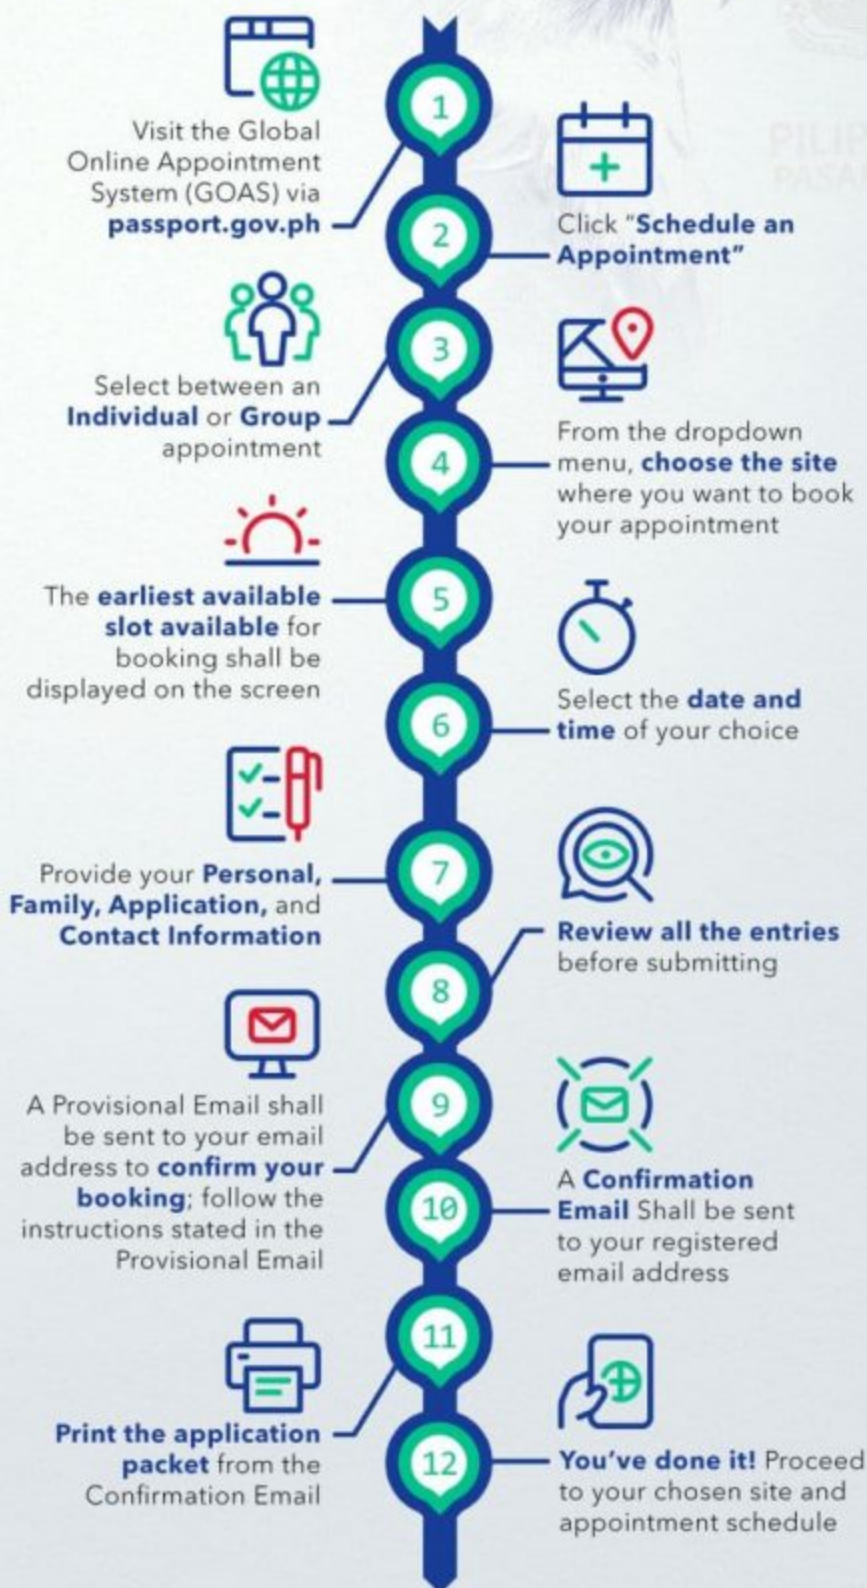 1
Visit the Global
Online Appointment
System (GOAS) via
passport.gov.ph
2
Click "Schedule an
Appointment"
3
Select between an
Individual or Group
appointment
4
From the dropdown
menu, choose the site
where you want to book
your appointment
5
The earliest available
slot available for
booking shall be
displayed on the screen
6
Select the date and
time of your choice
7
Provide your Personal,
Family, Application, and
Contact Information
8
Review all the entries
before submitting
9
A Provisional Email shall
be sent to your email
address to confirm your
booking; follow the
instructions stated in the
Provisional Email
10
A Confirmation
Email Shall be sent
to your registered
email address
11
Print the application
packet from the
Confirmation Email
12
You've done it! Proceed
to your chosen site and
appointment schedule